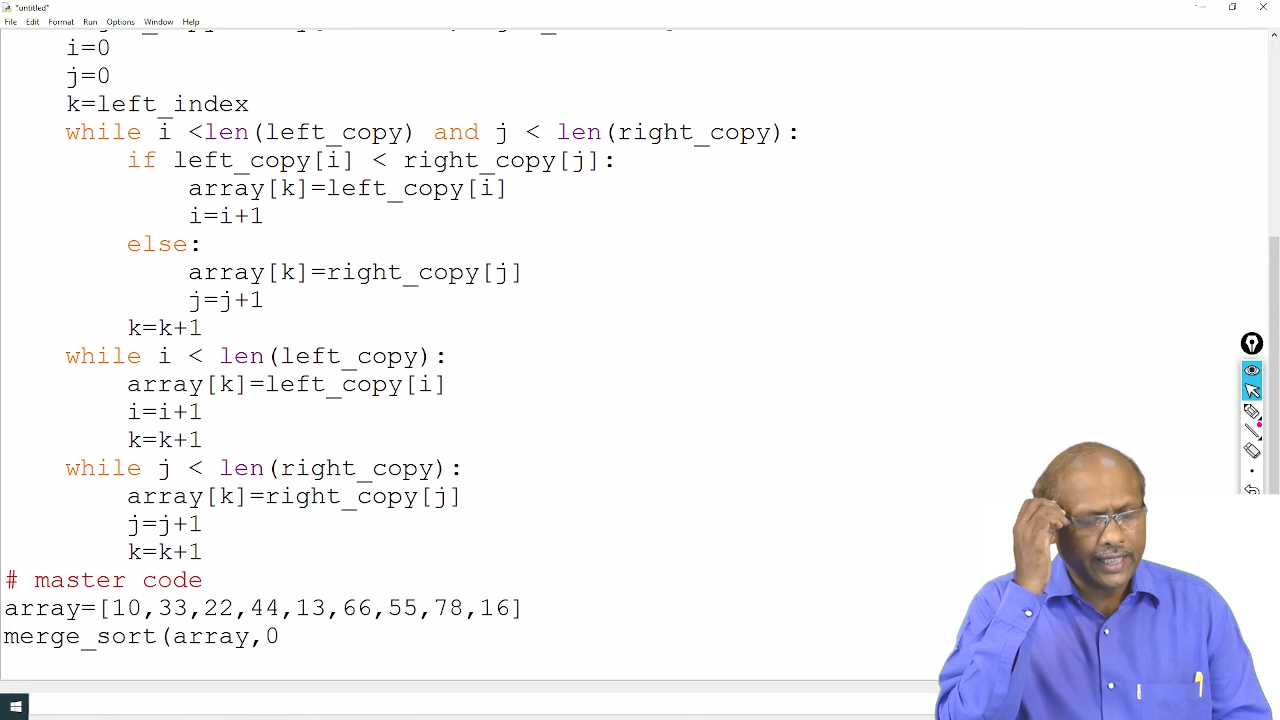 *untitled*
File Edit Format Run Options Window Help
i=0
j=0
k=left_index
while i <len(left_copy) and j < len(right_copy):
if left_copy[i] < right_copy[j]:
array[k]=left_copy[i]
i=i+1
else:
array[k]=right_copy[j]
j=j+1
k=k+1
while i < len(left_copy):
array[k]=left_copy[i]
i=i+1
k=k+1
while j < len(right_copy):
array[k]=right_copy[j]
j=j+1
k=k+1
# master code
array=[10,33,22,44,13,66,55,78,16]
merge_sort(array,0